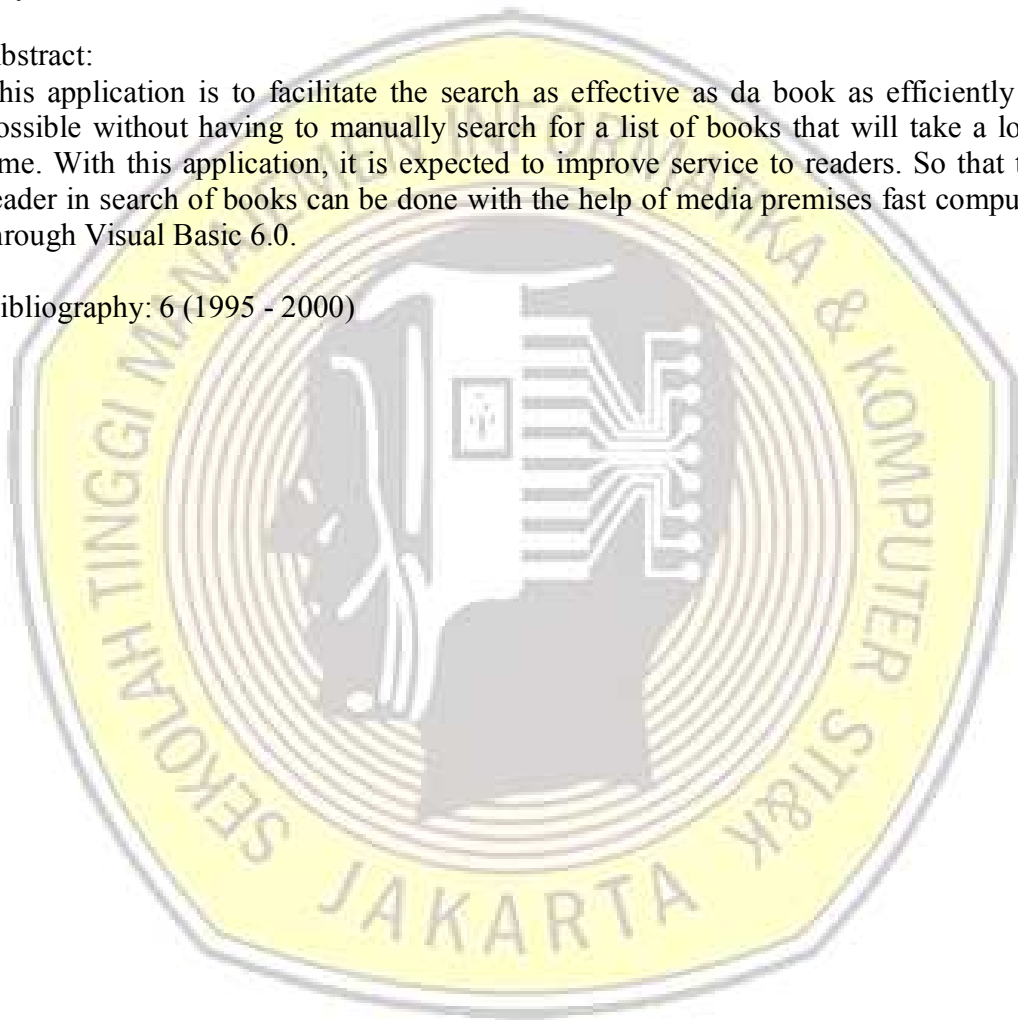 bstract:
his application is to facilitate the search as effective as da book as efficiently
ossible without having to manually search for a list of books that will take a lo
me. With this application, it is expected to improve service to readers. So that t
eader in search of books can be done with the help of media premises fast compu
hrough Visual Basic 6.0.
ibliography: 6 (1995 - 2000)
SEKOLAH TINGGI MANAJEMEN INFORMATIKA & KOMPUTER STI&K
JAKARTA